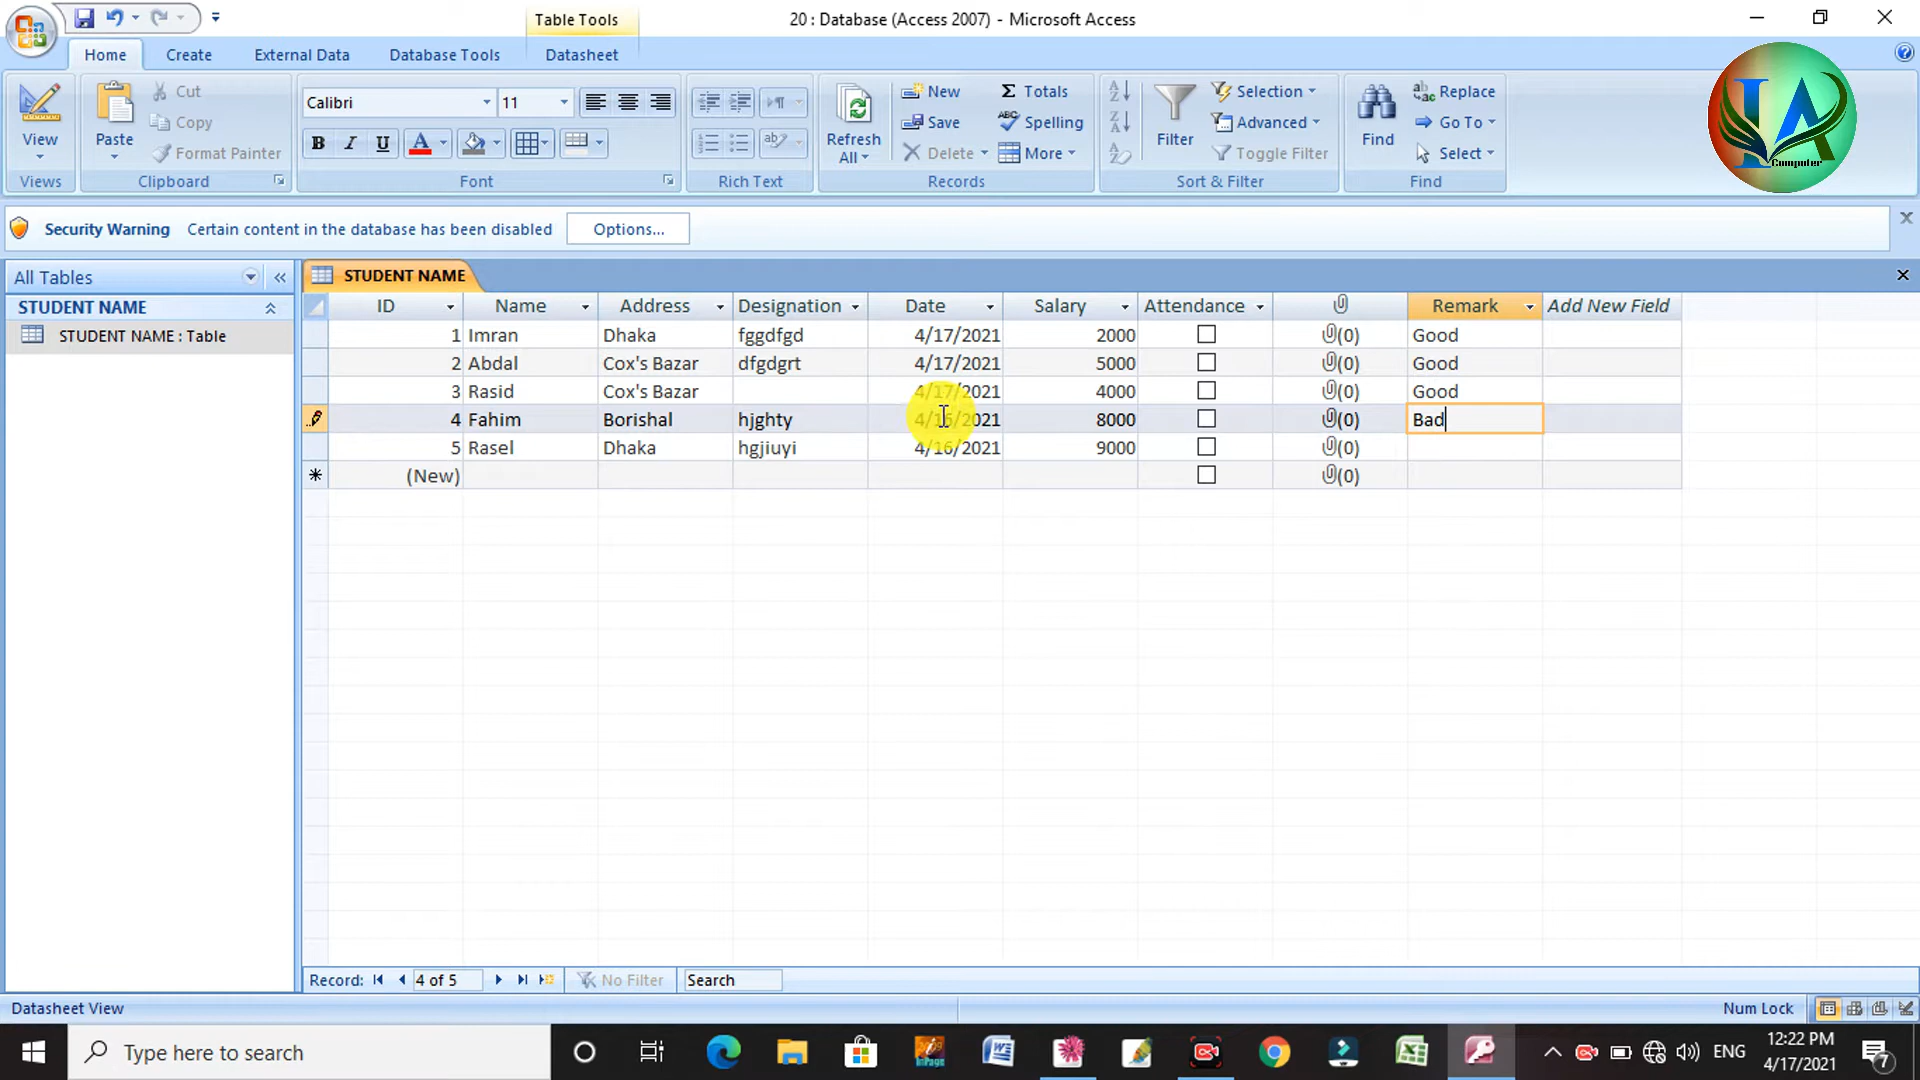 20 : Database (Access 2007) - Microsoft Access
Table Tools
Home Create External Data Database Tools Datasheet
View
Paste
Cut
Copy
Format Painter
Calibri 11
B I U
Refresh All
New
Save
Delete
Totals
Spelling
More
Filter
Selection
Advanced
Toggle Filter
Find
Replace
Go To
Select
Views Clipboard Font Rich Text Records Sort & Filter Find
IA
Computer
Security Warning Certain content in the database has been disabled Options...
All Tables
STUDENT NAME
STUDENT NAME : Table
STUDENT NAME
ID Name Address Designation Date Salary Attendance Remark Add New Field
1 Imran Dhaka fggdfgd 4/17/2021 2000 (0) Good
2 Abdal Cox's Bazar dfgdgrt 4/17/2021 5000 (0) Good
3 Rasid Cox's Bazar 4/17/2021 4000 (0) Good
4 Fahim Borishal hjghty 4/16/2021 8000 (0) Bad
5 Rasel Dhaka hgjiuyi 4/16/2021 9000 (0)
(New) (0)
Record: 4 of 5 No Filter Search
Datasheet View Num Lock
Type here to search
ENG
12:22 PM
4/17/2021
7